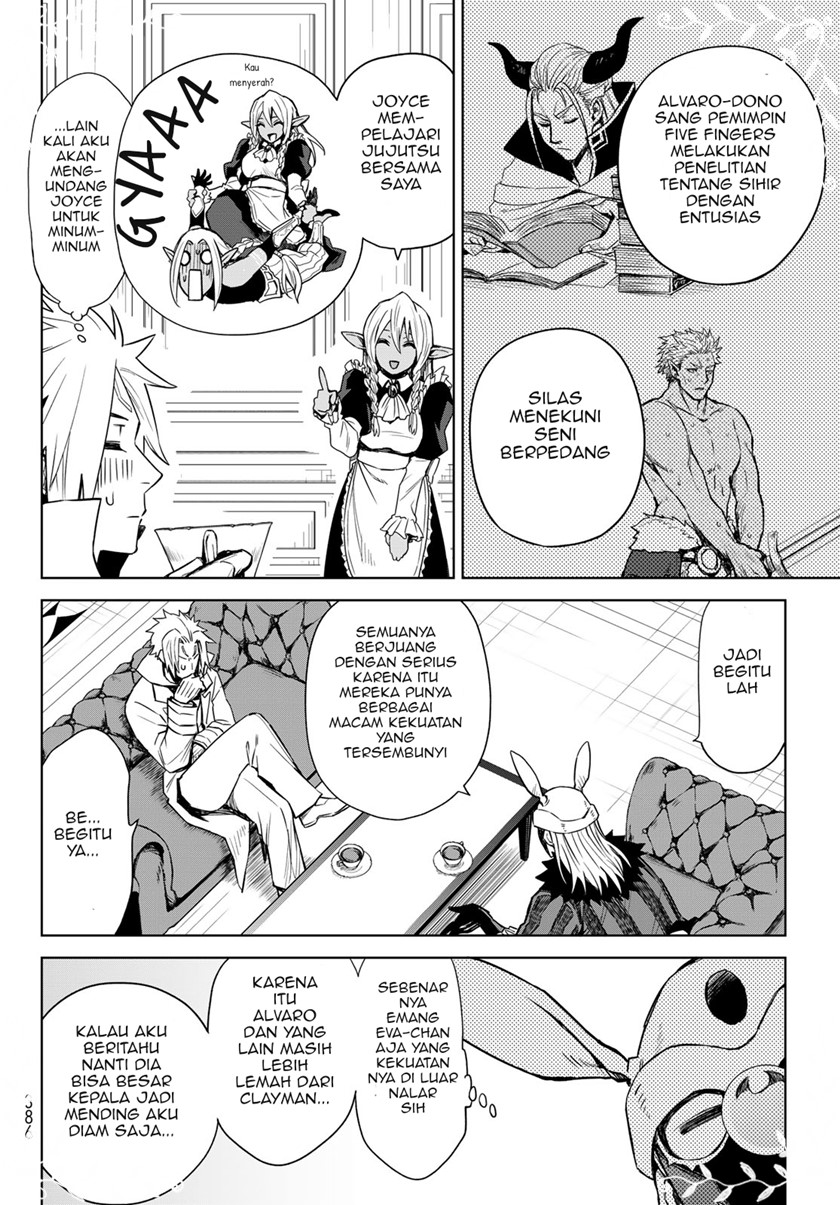 ALVARO-DONO
SANG PEMIMPIN
FIVE FINGERS
MELAKUKAN
PENELITIAN
TENTANG SIHIR
DENGAN
ENTUSIAS
SILAS
MENEKUNI
SENI
BERPEDANG
JOYCE
MEM-
PELAJARI
JUJUTSU
BERSAMA
SAYA
Kau
menyerah?
GYAAA
...LAIN
KALI AKU
AKAN
MENG-
UNDANG
JOYCE
UNTUK
MINUM-
MINUM
JADI
BEGITU
LAH
SEMUANYA
BERJUANG
DENGAN SERIUS
KARENA ITU
MEREKA PUNYA
BERBAGAI
MACAM KEKUATAN
YANG
TERSEMBUNYI
BE...
BEGITU
YA...
SEBENAR
NYA
EMANG
EVA-CHAN
AJA YANG
KEKUATAN
NYA DI LUAR
NALAR
SIH
KARENA
ITU
ALVARO
DAN YANG
LAIN MASIH
LEBIH
LEMAH DARI
CLAYMAN...
KALAU AKU
BERITAHU
NANTI DIA
BISA BESAR
KEPALA JADI
MENDING AKU
DIAM SAJA...